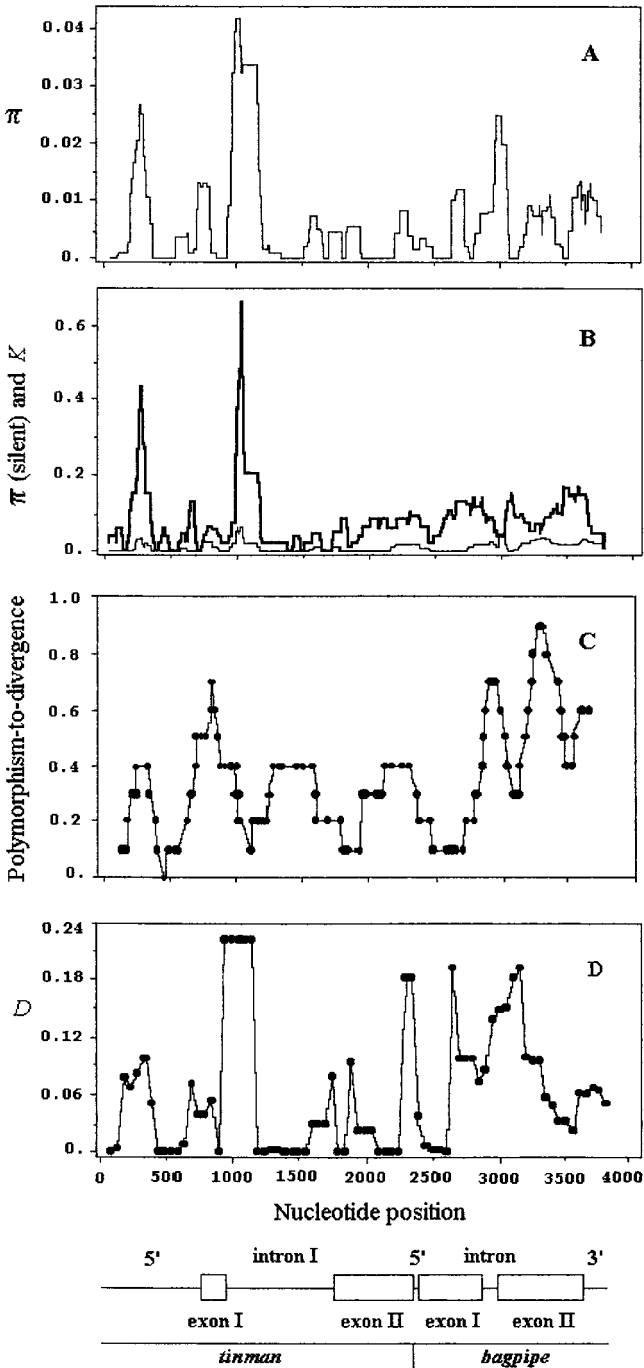 0.04
A
0.03
π
0.02
0.01
0.
0.6
B
π (silent) and K
0.4
0.2
0.
1.0
C
Polymorphism-to-divergence
0.8
0.6
0.4
0.2
0.
0.24
D
0.18
D
0.12
0.06
0.
0 500 1000 1500 2000 2500 3000 3500 4000
Nucleotide position
5' intron I 5' intron 3'
exon I exon II exon I exon II
tinman bagpipe